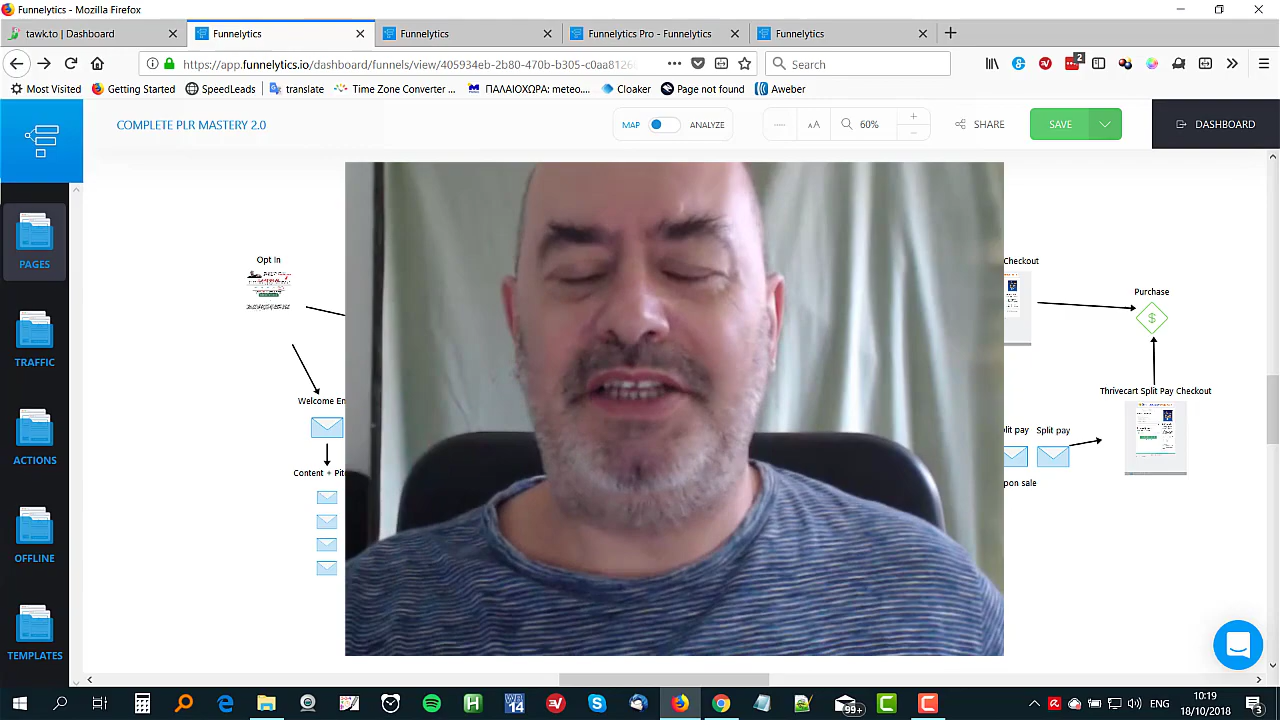 Funnelytics - Mozilla Firefox
tawk.to | Dashboard
Funnelytics
Funnelytics
Funnelytics Pro - Funnelytics
Funnelytics
https://app.funnelytics.io/dashboard/funnels/view/405934eb-2b80-470b-b305-c0aa8126
Search
2
Most Visited
Getting Started
SpeedLeads
translate
Time Zone Converter ...
ΠΑΛΑΙΟΧΩΡΑ: meteo....
Cloaker
Page not found
Aweber
COMPLETE PLR MASTERY 2.0
MAP
ANALYZE
AA
60%
SHARE
SAVE
DASHBOARD
PAGES
TRAFFIC
ACTIONS
OFFLINE
TEMPLATES
Opt In
Welcome Em
Content + Pit
Checkout
Purchase
$
Thrivecart Split Pay Checkout
Split pay
pon sale
99+
ENG
10:19
18/10/2018